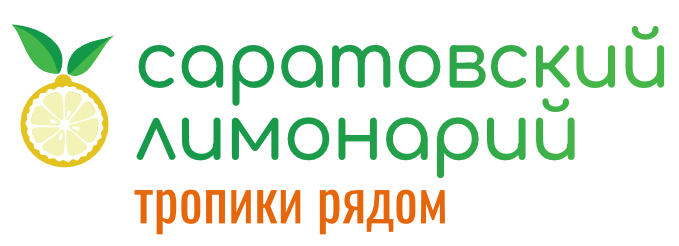 саратовский
лимонарий
тропики рядом